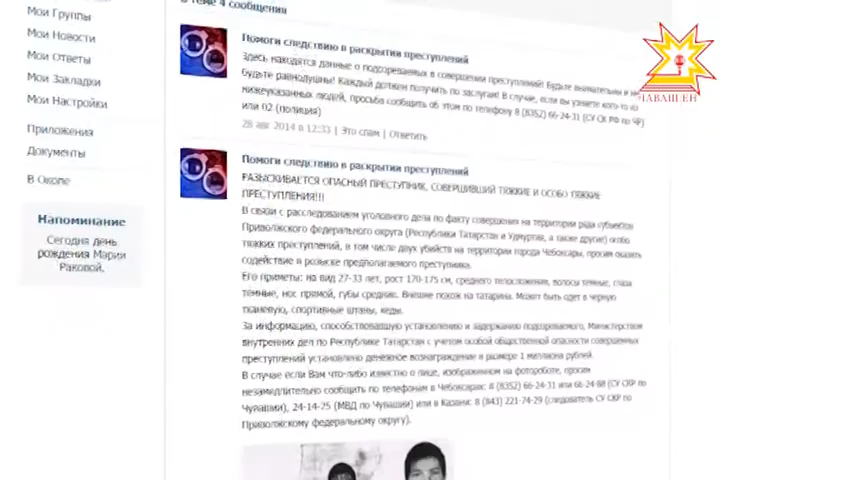 В теме 4 сообщения
Мои Группы
Мои Новости
Мои Ответы
Мои Закладки
Мои Настройки
Приложения
Документы
В Околе
Напоминание
Сегодня день
рождения Марии
Раковой.
Помоги следствию в раскрытии преступлений
Здесь находятся данные о подозреваемых в совершении преступлений! Будьте внимательны и не
будьте равнодушны! Каждый должен получить по заслугам! В случае, если вы узнаете кого-то из
нижеуказанных людей, просьба сообщить об этом по телефону 8 (8352) 66-24-31 (СУ СК РФ по ЧР)
или 02 (полиция)
28 авг 2014 в 12:33 | Это спам | Ответить
Помоги следствию в раскрытии преступлений
РАЗЫСКИВАЕТСЯ ОПАСНЫЙ ПРЕСТУПНИК, СОВЕРШИВШИЙ ТЯЖКИЕ И ОСОБО ТЯЖКИЕ
ПРЕСТУПЛЕНИЯ!!!
В связи с расследованием уголовного дела по факту совершения на территории ряда субъектов
Приволжского федерального округа (Республики Татарстан и Удмуртия, а также другие) особо
тяжких преступлений, в том числе двух убийств на территории города Чебоксары, просим оказать
содействие в розыске предполагаемого преступника.
Его приметы: на вид 27-33 лет, рост 170-175 см, среднего телосложения, волосы темные, глаза
темные, нос прямой, губы средние. Внешне похож на татарина. Может быть одет в черную
тканевую, спортивные штаны, кеды.
За информацию, способствовавшую установлению и задержанию подозреваемого, Министерством
внутренних дел по Республике Татарстан с учетом особой общественной опасности совершенных
преступлений установлено денежное вознаграждение в размере 1 миллиона рублей.
В случае если Вам что-либо известно о лице, изображенном на фотороботе, просим
незамедлительно сообщить по телефонам в Чебоксарах: 8 (8352) 66-24-31 или 66-24-88 (СУ СКР по
Чувашии), 24-14-25 (МВД по Чувашии) или в Казани: 8 (843) 221-74-29 (следователь СУ СКР по
Приволжскому федеральному округу).